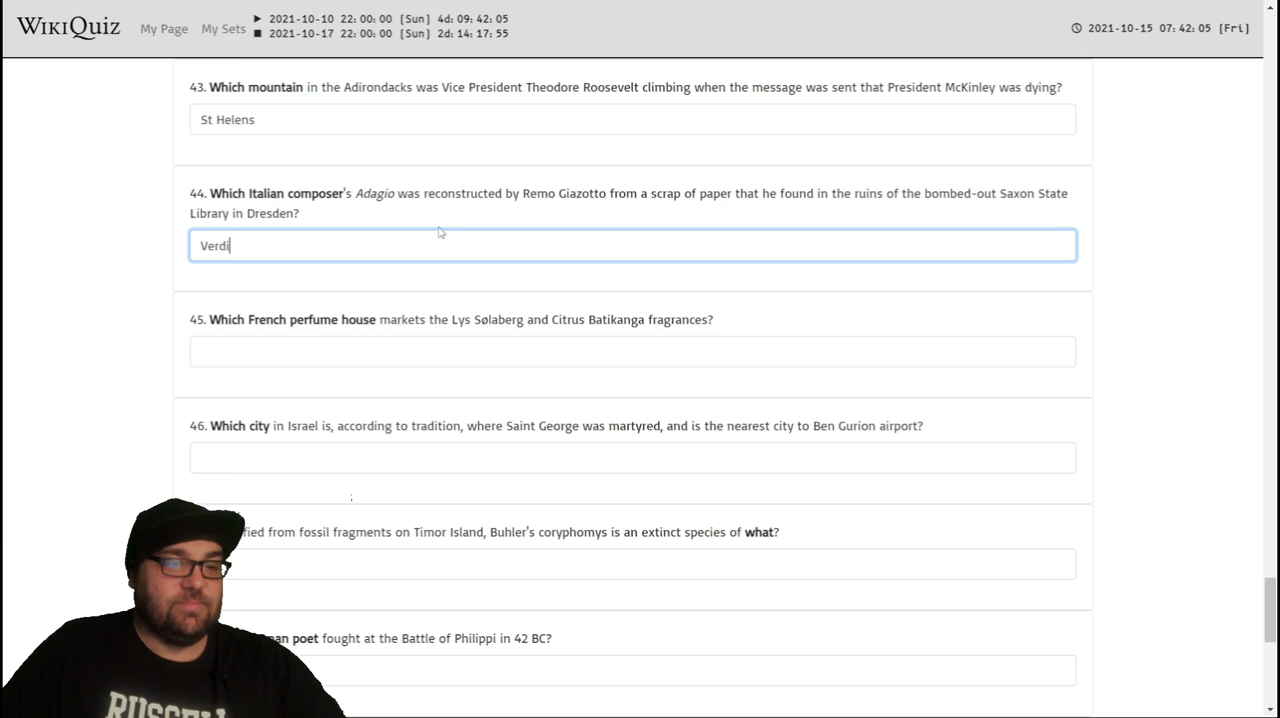 WikiQuiz
My Page
My Sets
2021-10-10 22:00:00 [Sun] 4d:09:42:05
2021-10-17 22:00:00 [Sun] 2d:14:17:55
2021-10-15 07:42:05 [Fri]
43. Which mountain in the Adirondacks was Vice President Theodore Roosevelt climbing when the message was sent that President McKinley was dying?
St Helens
44. Which Italian composer's Adagio was reconstructed by Remo Giazotto from a scrap of paper that he found in the ruins of the bombed-out Saxon State
Library in Dresden?
Verdi
45. Which French perfume house markets the Lys Sølaberg and Citrus Batikanga fragrances?
46. Which city in Israel is, according to tradition, where Saint George was martyred, and is the nearest city to Ben Gurion airport?
from fossil fragments on Timor Island, Buhler's coryphomys is an extinct species of what?
poet fought at the Battle of Philippi in 42 BC?